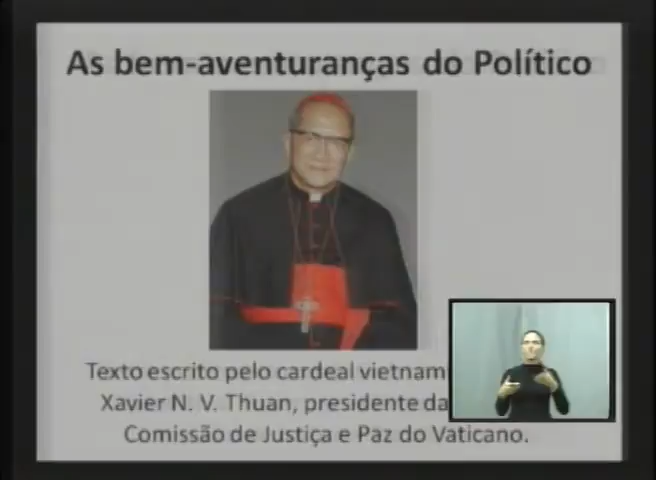 As bem-aventuranças do Político
Texto escrito pelo cardeal vietnam
Xavier N. V. Thuan, presidente da
Comissão de Justiça e Paz do Vaticano.